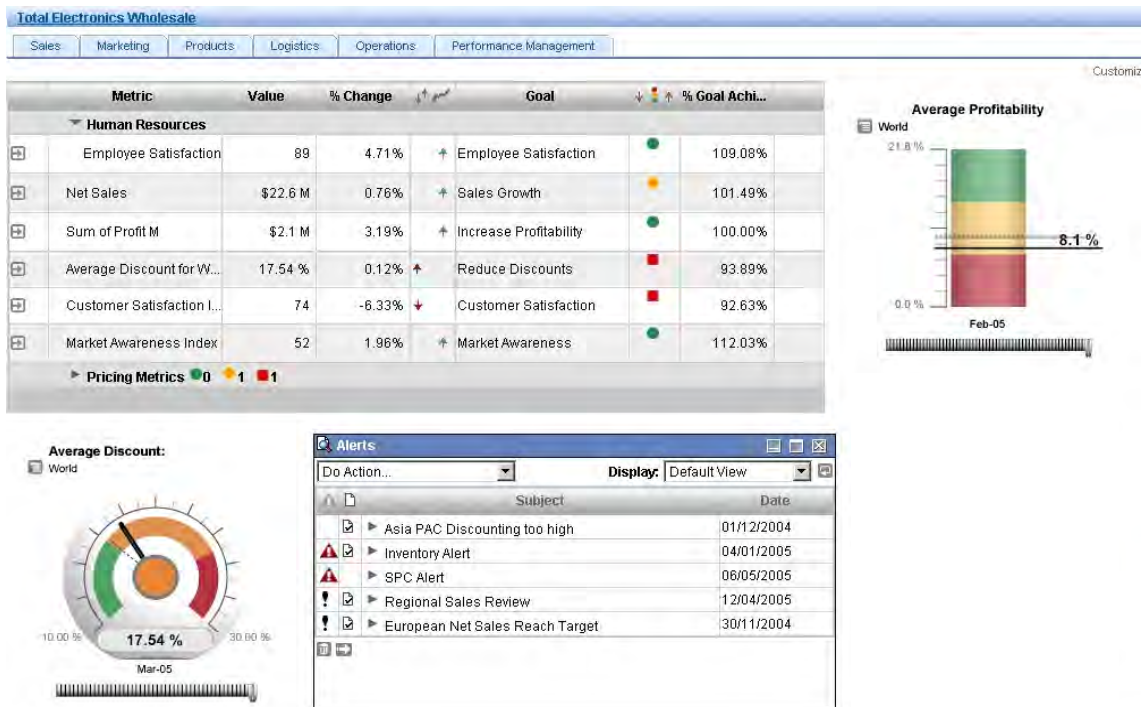 Total Electronics Wholesale
Sales Marketing Products Logistics Operations Performance Management
Customiz
Metric Value % Change Goal % Goal Achi...
Human Resources
Employee Satisfaction 89 4.71% Employee Satisfaction 109.08%
Net Sales $22.6 M 0.76% Sales Growth 101.49%
Sum of Profit M $2.1 M 3.19% Increase Profitability 100.00%
Average Discount for W... 17.54 % 0.12% Reduce Discounts 93.89%
Customer Satisfaction I... 74 -6.33% Customer Satisfaction 92.63%
Market Awareness Index 52 1.96% Market Awareness 112.03%
Pricing Metrics 0 1 1
Average Profitability
World
21.8 %
8.1 %
0.0 %
Feb-05
Average Discount:
World
10.00 % 17.54 % 30.00 %
Mar-05
Alerts
Do Action... Display: Default View
Subject Date
Asia PAC Discounting too high 01/12/2004
Inventory Alert 04/01/2005
SPC Alert 06/05/2005
Regional Sales Review 12/04/2005
European Net Sales Reach Target 30/11/2004